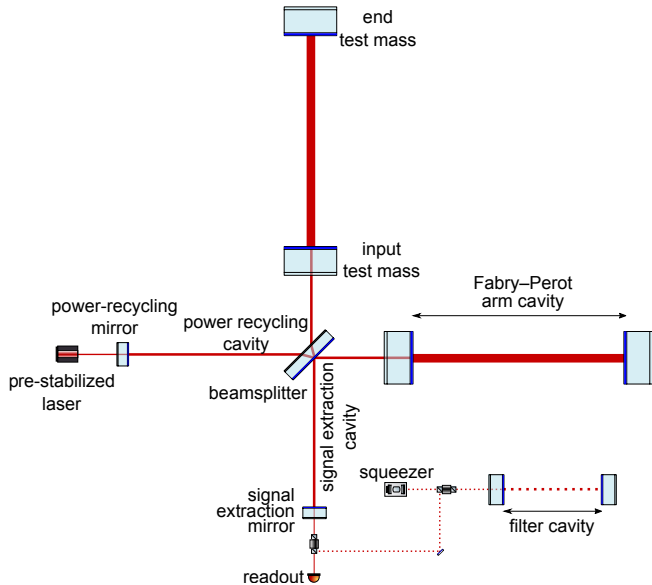 end
test mass
input
test mass
Fabry–Perot
arm cavity
power-recycling
mirror
power recycling
cavity
pre-stabilized
laser
beamsplitter
signal extraction
cavity
squeezer
signal
extraction
mirror
filter cavity
readout